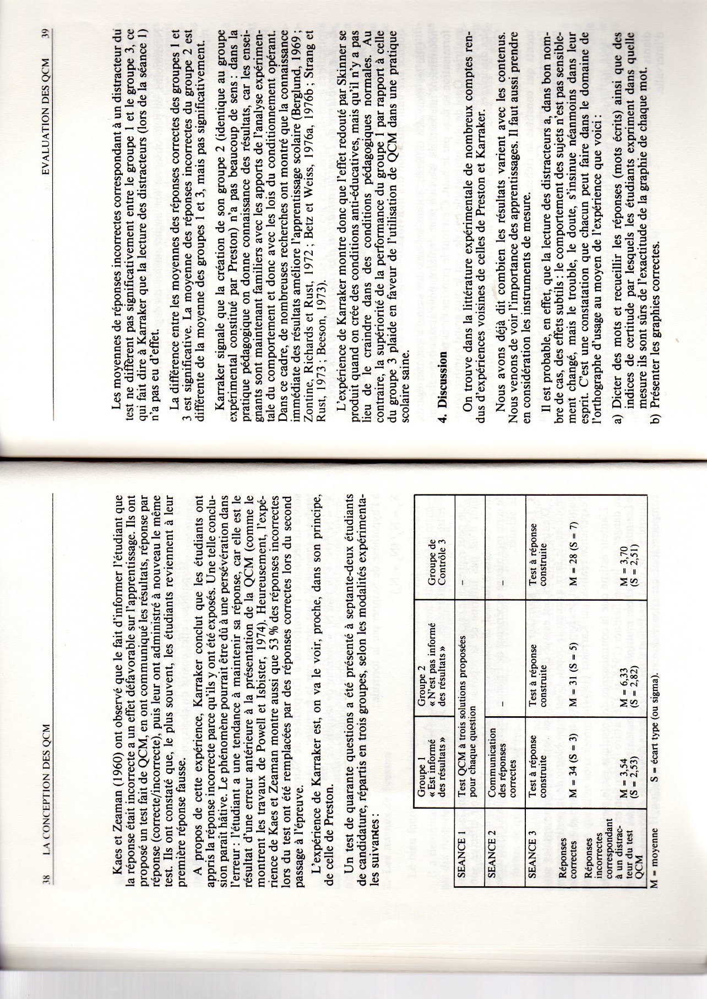 38 LA CONCEPTION DES QCM
Kaes et Zeaman (1960) ont observé que le fait d'informer l'étudiant que
la réponse était incorrecte a un effet défavorable sur l'apprentissage. Ils ont
proposé un test fait de QCM, en ont communiqué les résultats, réponse par
réponse (correcte/incorrecte), puis leur ont administré à nouveau le même
test. Ils ont constaté que, le plus souvent, les étudiants reviennent à leur
première réponse fausse.
A propos de cette expérience, Karraker conclut que les étudiants ont
appris la réponse incorrecte parce qu'ils y ont été exposés. Une telle conclu-
sion paraît hâtive. Le phénomène pourrait être dû à une persévération dans
l'erreur : l'étudiant a une tendance à maintenir sa réponse, car elle est le
résultat d'une erreur antérieure à la présentation de la QCM (comme le
montrent les travaux de Powell et Isbister, 1974). Heureusement, l'expé-
rience de Kaes et Zeaman montre aussi que 53 % des réponses incorrectes
lors du test ont été remplacées par des réponses correctes lors du second
passage à l'épreuve.
L'expérience de Karraker est, on va le voir, proche, dans son principe,
de celle de Preston.
Un test de quarante questions a été présenté à septante-deux étudiants
de candidature, répartis en trois groupes, selon les modalités expérimenta-
les suivantes :
Groupe 1
« Est informé
des résultats »
Groupe 2
« N'est pas informé
des résultats »
Groupe de
Contrôle 3
SEANCE 1
Test QCM à trois solutions proposées
pour chaque question
–
SEANCE 2
Communication
des réponses
correctes
–
–
SEANCE 3
Test à réponse
construite
Test à réponse
construite
Test à réponse
construite
Réponses
correctes
M = 34 (S = 3)
M = 31 (S = 5)
M = 28 (S = 7)
Réponses
incorrectes
correspondant
à un distrac-
teur du test
QCM
M = 3,54
(S = 2,53)
M = 6,33
(S = 2,82)
M = 3,70
(S = 2,51)
M = moyenne S = écart type (ou sigma).
EVALUATION DES QCM 39
Les moyennes de réponses incorrectes correspondant à un distracteur du
test ne diffèrent pas significativement entre le groupe 1 et le groupe 3, ce
qui fait dire à Karraker que la lecture des distracteurs (lors de la séance 1)
n'a pas eu d'effet.
La différence entre les moyennes des réponses correctes des groupes 1 et
3 est significative. La moyenne des réponses incorrectes du groupe 2 est
différente de la moyenne des groupes 1 et 3, mais pas significativement.
Karraker signale que la création de son groupe 2 (identique au groupe
expérimental constitué par Preston) n'a pas beaucoup de sens : dans la
pratique pédagogique on donne connaissance des résultats, car les ensei-
gnants sont maintenant familiers avec les apports de l'analyse expérimen-
tale du comportement et donc avec les lois du conditionnement opérant.
Dans ce cadre, de nombreuses recherches ont montré que la connaissance
immédiate des résultats améliore l'apprentissage scolaire (Berglund, 1969 ;
Zontine, Richards et Rust, 1972 ; Betz et Weiss, 1976a, 1976b ; Strang et
Rust, 1973 ; Beeson, 1973).
L'expérience de Karraker montre donc que l'effet redouté par Skinner se
produit quand on crée des conditions anti-éducatives, mais qu'il n'y a pas
lieu de le craindre dans des conditions pédagogiques normales. Au
contraire, la supériorité de la performance du groupe 1 par rapport à celle
du groupe 3 plaide en faveur de l'utilisation de QCM dans une pratique
scolaire saine.
4. Discussion
On trouve dans la littérature expérimentale de nombreux comptes ren-
dus d'expériences voisines de celles de Preston et Karraker.
Nous avons déjà dit combien les résultats varient avec les contenus.
Nous venons de voir l'importance des apprentissages. Il faut aussi prendre
en considération les instruments de mesure.
Il est probable, en effet, que la lecture des distracteurs a, dans bon nom-
bre de cas, des effets subtils : le comportement des sujets n'est pas sensible-
ment changé, mais le trouble, le doute, s'insinue néanmoins dans leur
esprit. C'est une constatation que chacun peut faire dans le domaine de
l'orthographe d'usage au moyen de l'expérience que voici :
a) Dicter des mots et recueillir les réponses (mots écrits) ainsi que des
indices de certitude par lesquels les étudiants expriment dans quelle
mesure ils sont sûrs de l'exactitude de la graphie de chaque mot.
b) Présenter les graphies correctes.